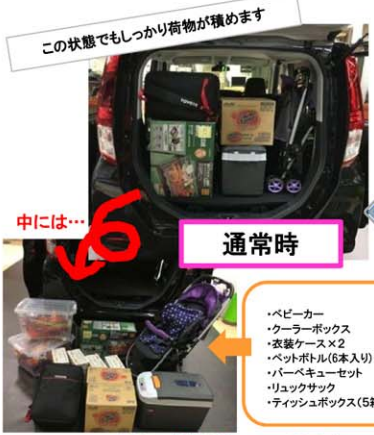 この状態でもしっかり荷物が積めます
中には…
通常時
・ベビーカー
・クーラーボックス
・衣装ケース×2
・ペットボトル(6本入り)
・バーベキューセット
・リュックサック
・ティッシュボックス(5箱